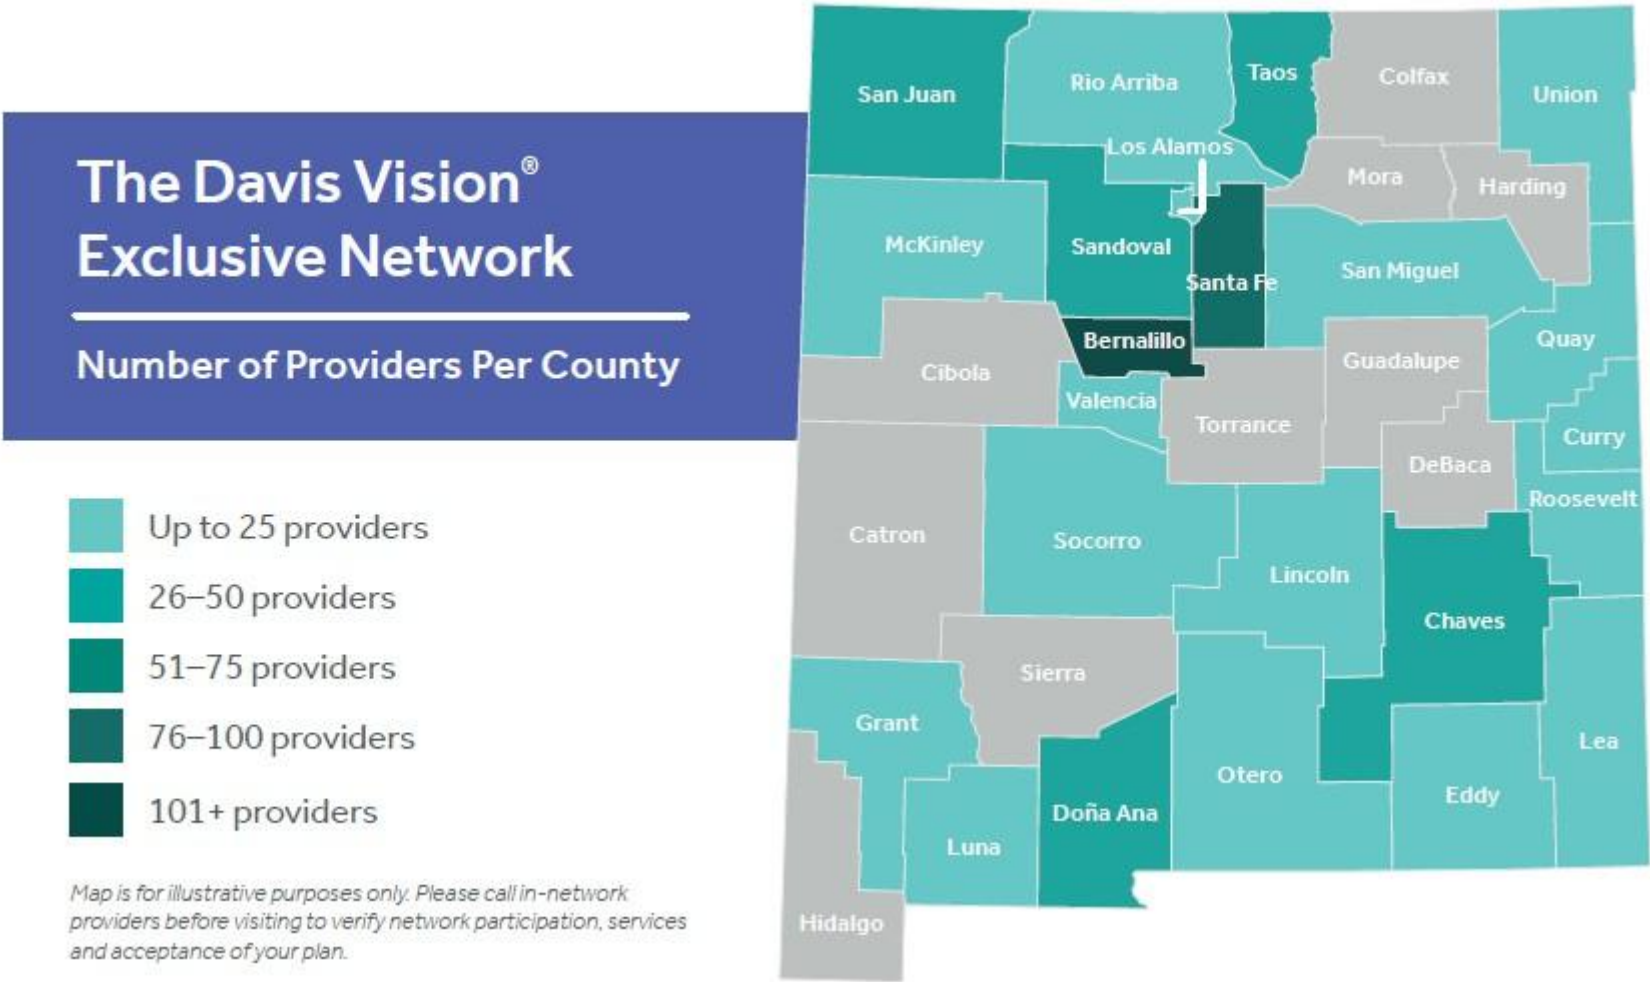 The Davis Vision®
Exclusive Network
Number of Providers Per County
Up to 25 providers
26–50 providers
51–75 providers
76–100 providers
101+ providers
Map is for illustrative purposes only. Please call in-network
providers before visiting to verify network participation, services
and acceptance of your plan.
San Juan
Rio Arriba
Taos
Colfax
Union
Los Alamos
Mora
Harding
McKinley
Sandoval
Santa Fe
San Miguel
Bernalillo
Quay
Cibola
Guadalupe
Valencia
Torrance
Curry
DeBaca
Roosevelt
Catron
Socorro
Lincoln
Chaves
Sierra
Grant
Lea
Otero
Eddy
Doña Ana
Luna
Hidalgo